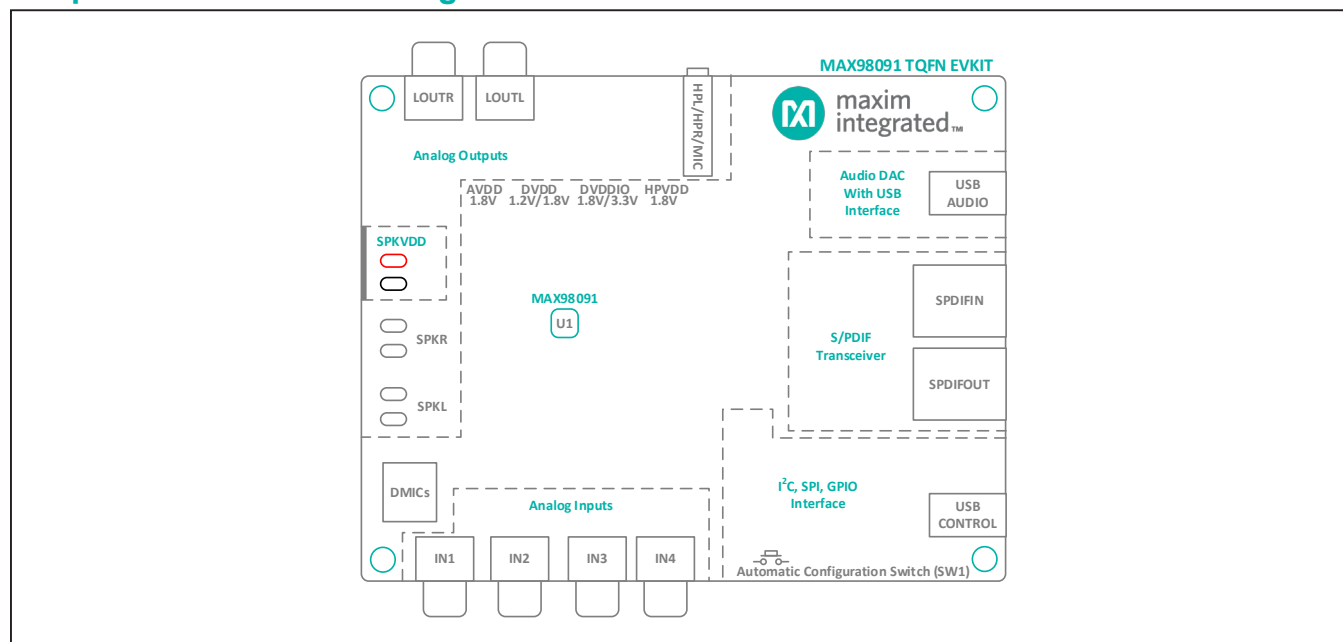 MAX98091 TQFN EVKIT
LOUTR
LOUTL
HPL/HPR/MIC
maxim
integrated™
Analog Outputs
Audio DAC
With USB
Interface
USB
AUDIO
AVDD
1.8V
DVDD
1.2V/1.8V
DVDDIO
1.8V/3.3V
HPVDD
1.8V
SPKVDD
MAX98091
U1
SPKR
SPKL
S/PDIF
Transceiver
SPDIFIN
SPDIFOUT
DMICs
Analog Inputs
I²C, SPI, GPIO
Interface
USB
CONTROL
IN1
IN2
IN3
IN4
Automatic Configuration Switch (SW1)